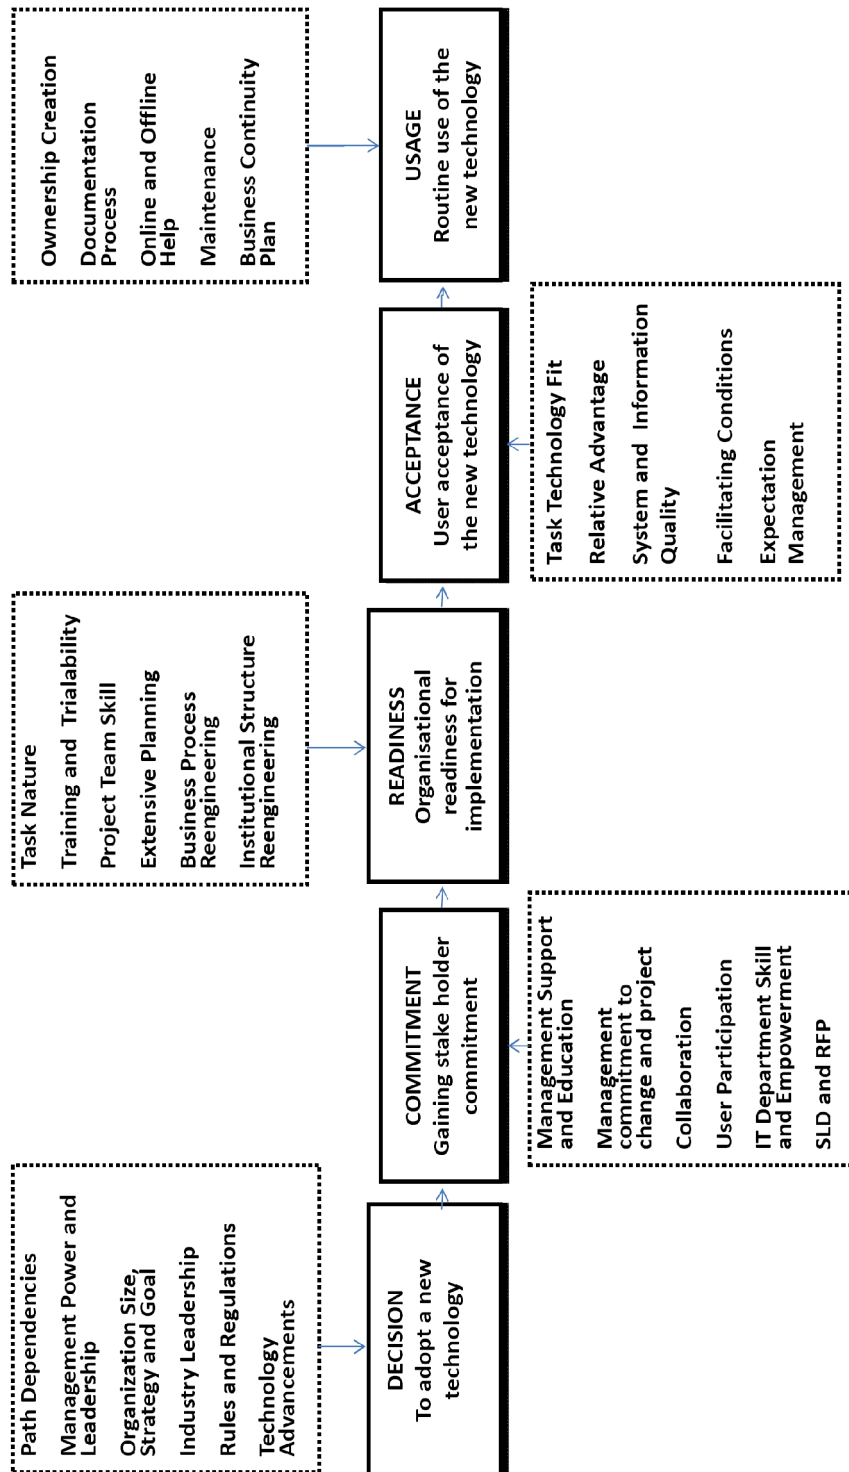 Path Dependencies
Management Power and
Leadership
Organization Size,
Strategy and Goal
Industry Leadership
Rules and Regulations
Technology
Advancements
DECISION
To adopt a new
technology
Management Support
and Education
Management
commitment to
change and project
Collaboration
User Participation
IT Department Skill
and Empowerment
SLD and RFP
COMMITMENT
Gaining stake holder
commitment
Task Nature
Training and Trialability
Project Team Skill
Extensive Planning
Business Process
Reengineering
Institutional Structure
Reengineering
READINESS
Organisational
readiness for
implementation
Task Technology Fit
Relative Advantage
System and Information
Quality
Facilitating Conditions
Expectation
Management
ACCEPTANCE
User acceptance of
the new technology
Ownership Creation
Documentation
Process
Online and Offline
Help
Maintenance
Business Continuity
Plan
USAGE
Routine use of the
new technology